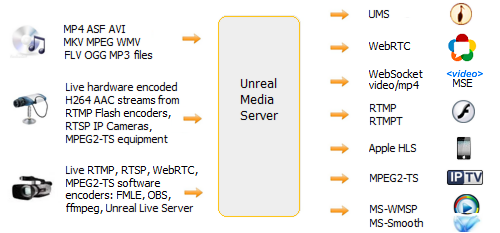 MP4 ASF AVI
MKV MPEG WMV
FLV OGG MP3 files
Live hardware encoded
H264 AAC streams from
RTMP Flash encoders,
RTSP IP Cameras,
MPEG2-TS equipment
Live RTMP, RTSP, WebRTC,
MPEG2-TS software
encoders: FMLE, OBS,
ffmpeg, Unreal Live Server
Unreal
Media
Server
UMS
WebRTC
WebSocket
video/mp4
<video>
MSE
RTMP
RTMPT
Apple HLS
MPEG2-TS
IPTV
MS-WMSP
MS-Smooth